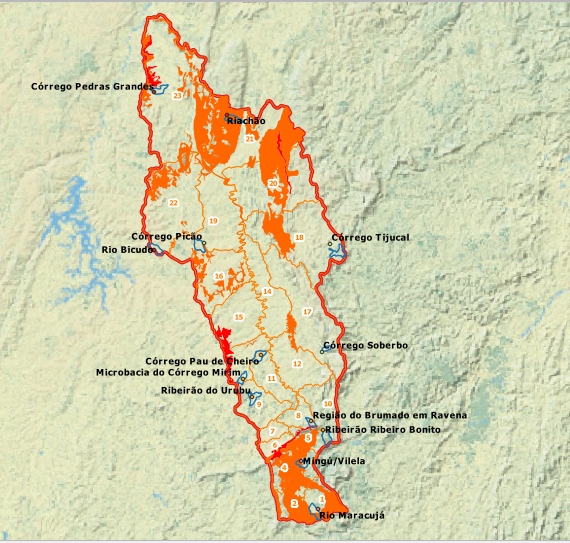 Córrego Pedras Grandes
23
Riachão
21
20
22
19
Córrego Picão
18
Córrego Tijucal
Rio Bicudo
16
14
15
17
Córrego Soberbo
Córrego Pau de Cheiro
12
Microbacia do Córrego Mirim
11
Ribeirão do Urubu
9
10
8
Região do Brumado em Ravena
7
Ribeirão Ribeiro Bonito
5
6
Mingú/Vilela
4
1
2
Rio Maracujá